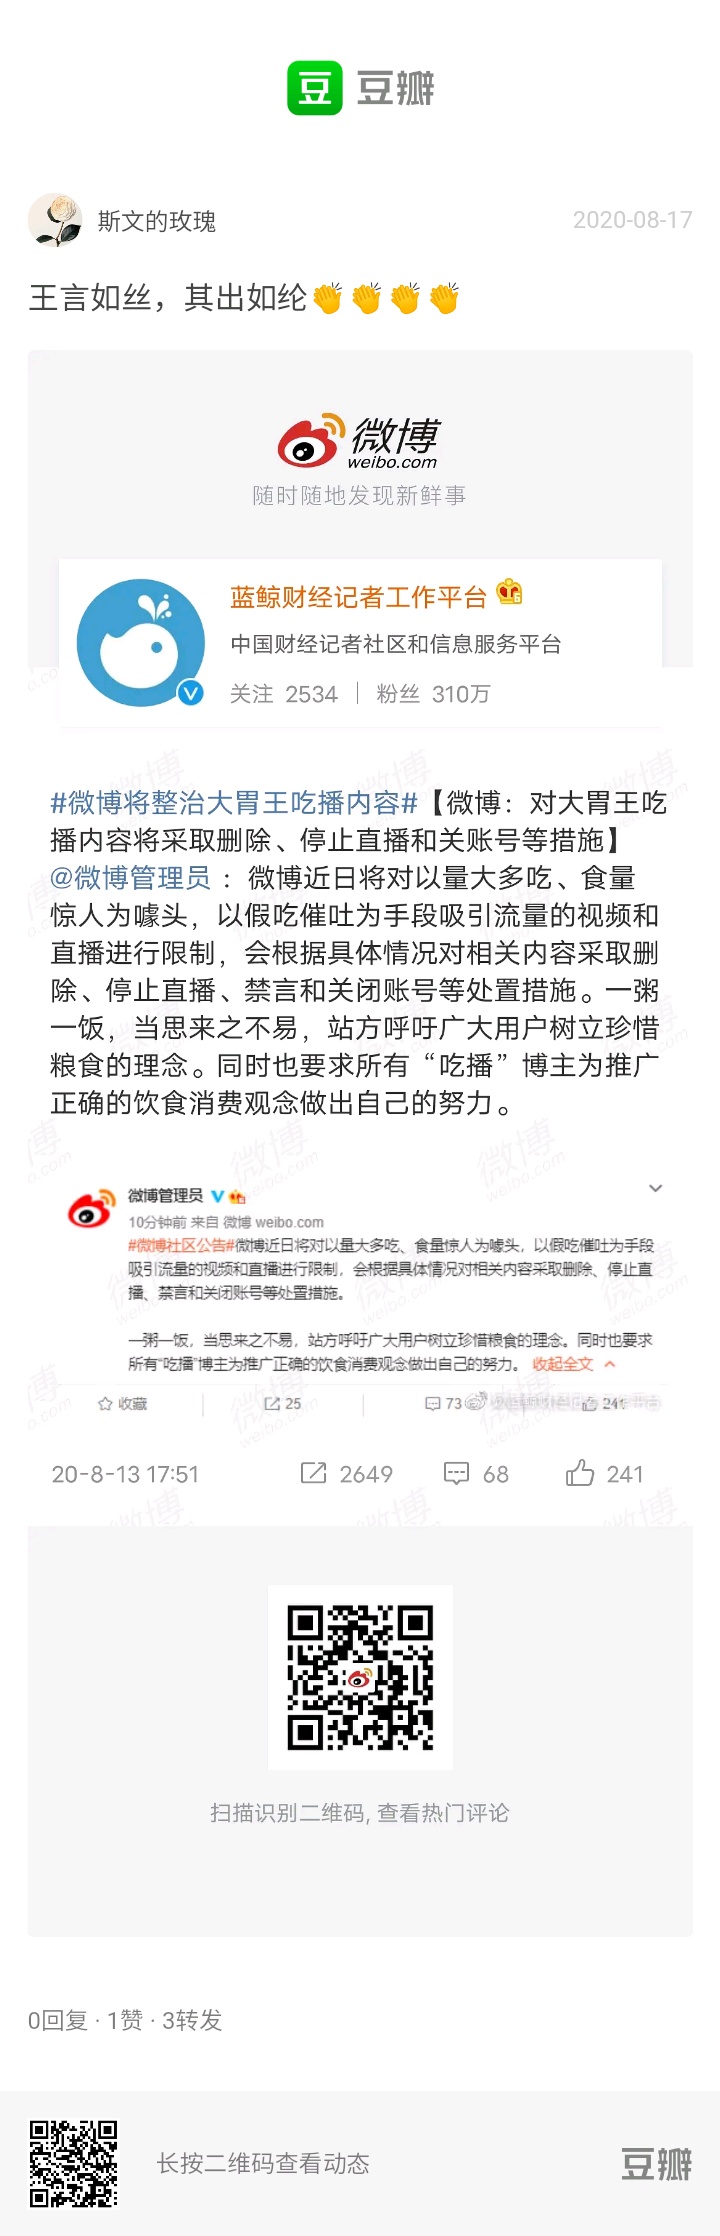 豆 豆瓣
斯文的玫瑰 2020-08-17
王言如丝，其出如纶👏👏👏👏
微博
weibo.com
随时随地发现新鲜事
蓝鲸财经记者工作平台
中国财经记者社区和信息服务平台
关注 2534 | 粉丝 310万
#微博将整治大胃王吃播内容#【微博：对大胃王吃
播内容将采取删除、停止直播和关账号等措施】
@微博管理员 ：微博近日将对以量大多吃、食量
惊人为噱头，以假吃催吐为手段吸引流量的视频和
直播进行限制，会根据具体情况对相关内容采取删
除、停止直播、禁言和关闭账号等处置措施。一粥
一饭，当思来之不易，站方呼吁广大用户树立珍惜
粮食的理念。同时也要求所有“吃播”博主为推广
正确的饮食消费观念做出自己的努力。
微博管理员
10分钟前 来自 微博 weibo.com
#微博社区公告#微博近日将对以量大多吃、食量惊人为噱头，以假吃催吐为手段
吸引流量的视频和直播进行限制，会根据具体情况对相关内容采取删除、停止直
播、禁言和关闭账号等处置措施。
一粥一饭，当思来之不易，站方呼吁广大用户树立珍惜粮食的理念。同时也要求
所有“吃播”博主为推广正确的饮食消费观念做出自己的努力。 收起全文
收藏 25 73
20-8-13 17:51 2649 68 241
扫描识别二维码, 查看热门评论
0回复 · 1赞 · 3转发
长按二维码查看动态 豆瓣